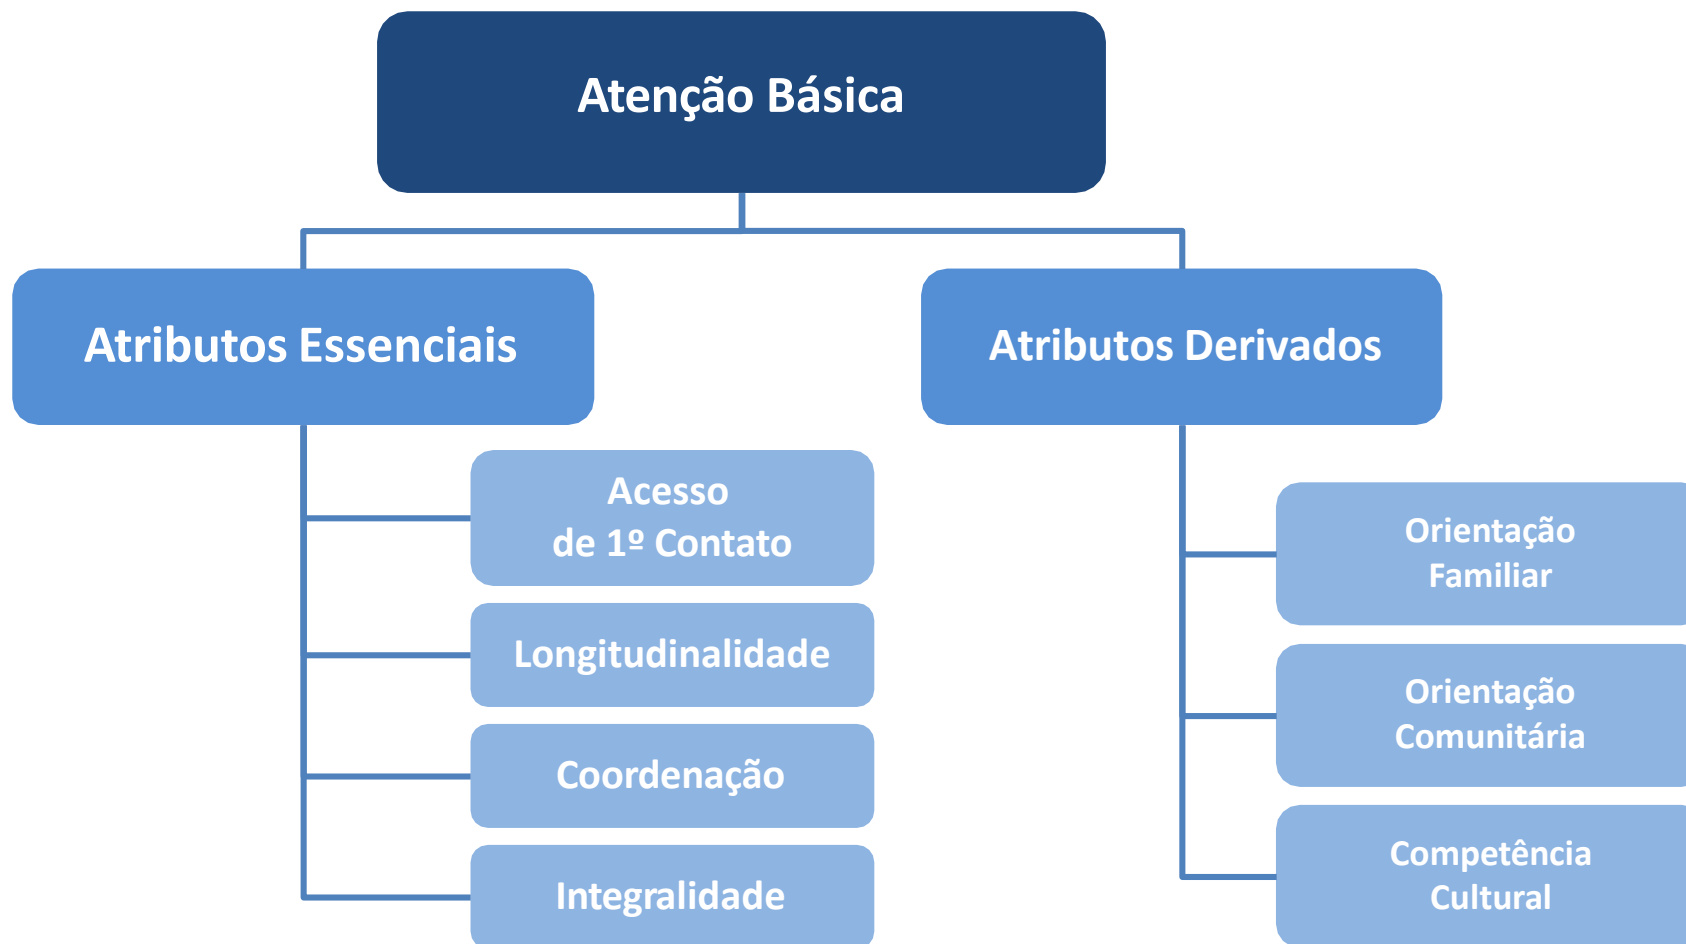 Atenção Básica
Atributos Essenciais
Atributos Derivados
Acesso
de 1º Contato
Longitudinalidade
Coordenação
Integralidade
Orientação
Familiar
Orientação
Comunitária
Competência
Cultural